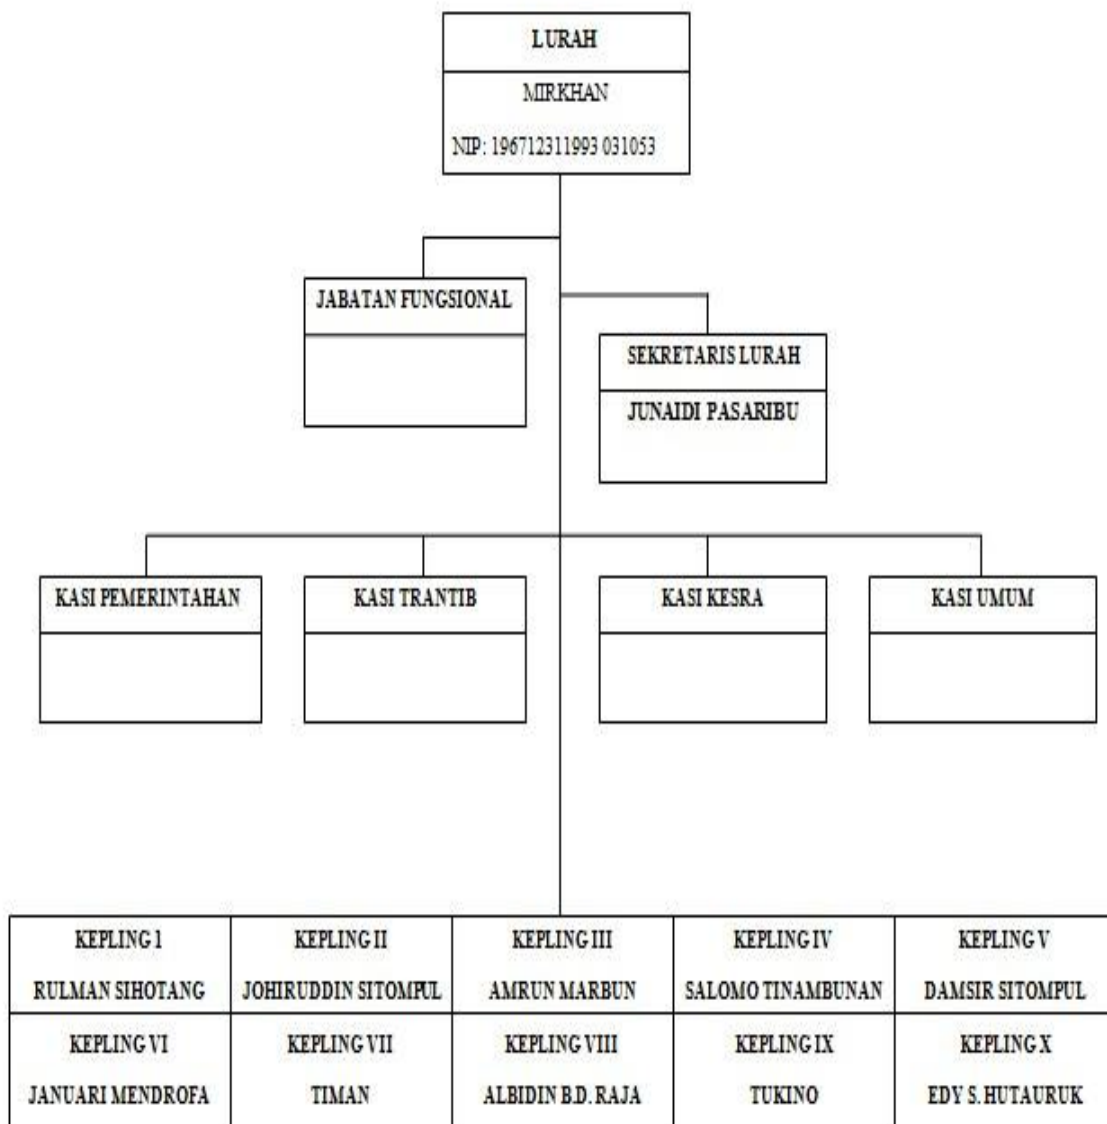 LURAH
MIRKHAN
NIP: 196712311993 031053
JABATAN FUNGSIONAL
SEKRETARIS LURAH
JUNAIDI PASARIBU
KASI PEMERINTAHAN
KASI TRANTIB
KASI KESRA
KASI UMUM
KEPLING 1
RULMAN SIHOTANG
KEPLING II
JOHIRUDDIN SITOMPUL
KEPLING III
AMRUN MARBUN
KEPLING IV
SALOMO TINAMBUNAN
KEPLING V
DAMSIR SITOMPUL
KEPLING VI
JANUARI MENDROFA
KEPLING VII
TIMAN
KEPLING VIII
ALBIDIN B.D. RAJA
KEPLING IX
TUKINO
KEPLING X
EDY S. HUTAURUK